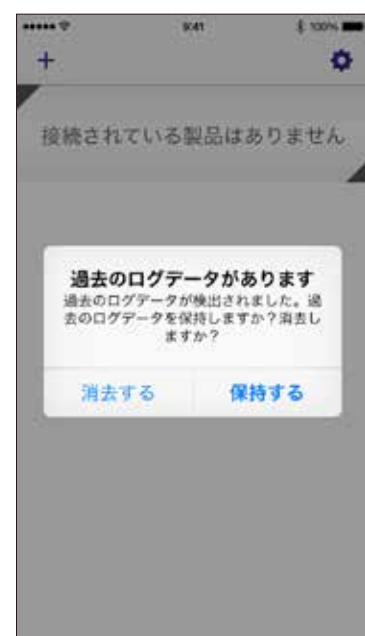 9:41
100%
+
接続されている製品はありません
過去のログデータがあります
過去のログデータが検出されました。過
去のログデータを保持しますか？消去し
ますか？
消去する
保持する